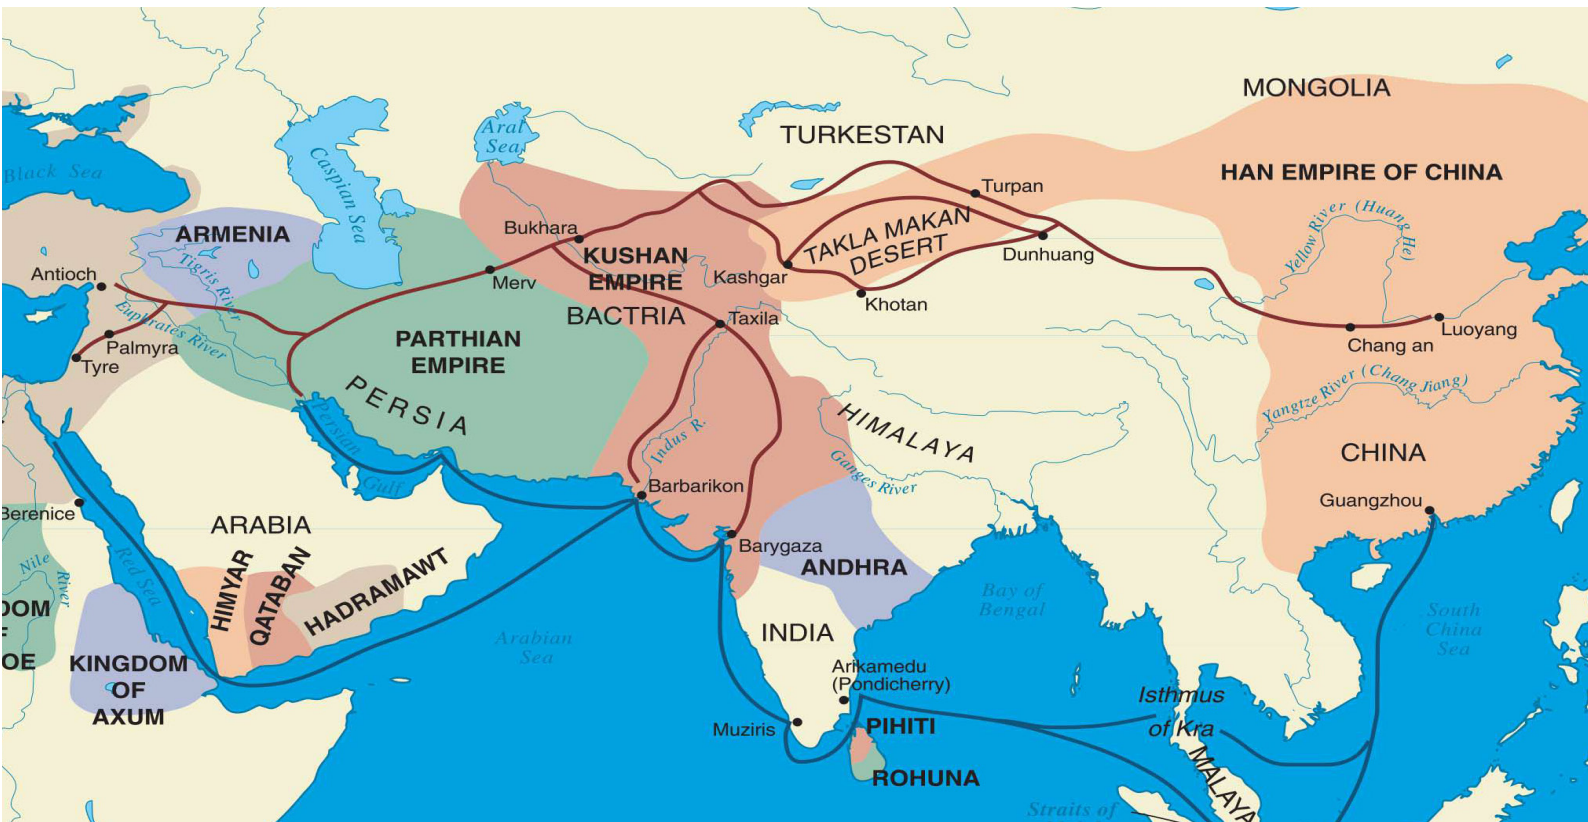 MONGOLIA
Aral
Sea
TURKESTAN
Black Sea
Caspian Sea
HAN EMPIRE OF CHINA
Turpan
Yellow River (Huang He)
ARMENIA
Bukhara
TAKLA MAKAN
DESERT
Dunhuang
Tigris River
KUSHAN
EMPIRE
Kashgar
Antioch
Merv
Khotan
Euphrates River
BACTRIA
Taxila
Luoyang
Palmyra
PARTHIAN
EMPIRE
Chang an
Tyre
PERSIA
Yangtze River (Chang Jiang)
HIMALAYA
Persian
Gulf
Indus R.
Ganges River
CHINA
Barbarikon
Guangzhou
Berenice
ARABIA
Barygaza
Red Sea
Nile
River
HIMYAR
QATABAN
HADRAMAWT
ANDHRA
Bay of
Bengal
DOM
F
OE
South
China
Sea
Arabian
Sea
INDIA
KINGDOM
OF
AXUM
Arikamedu
(Pondicherry)
Isthmus
of Kra
Muziris
PIHITI
ROHUNA
MALAYA
Straits of